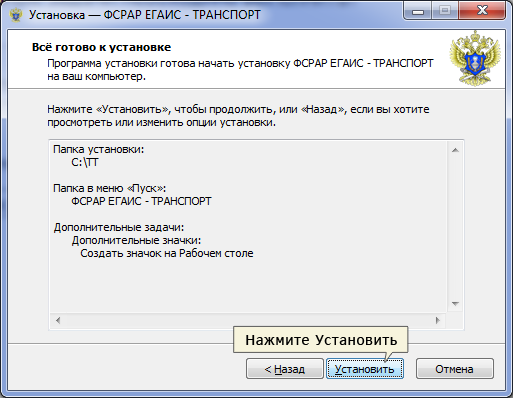 Установка — ФСРАР ЕГАИС - ТРАНСПОРТ
Всё готово к установке
Программа установки готова начать установку ФСРАР ЕГАИС - ТРАНСПОРТ
на ваш компьютер.
Нажмите «Установить», чтобы продолжить, или «Назад», если вы хотите
просмотреть или изменить опции установки.
Папка установки:
C:\TT
Папка в меню «Пуск»:
ФСРАР ЕГАИС - ТРАНСПОРТ
Дополнительные задачи:
Дополнительные значки:
Создать значок на Рабочем столе
Нажмите Установить
< Назад
Установить
Отмена